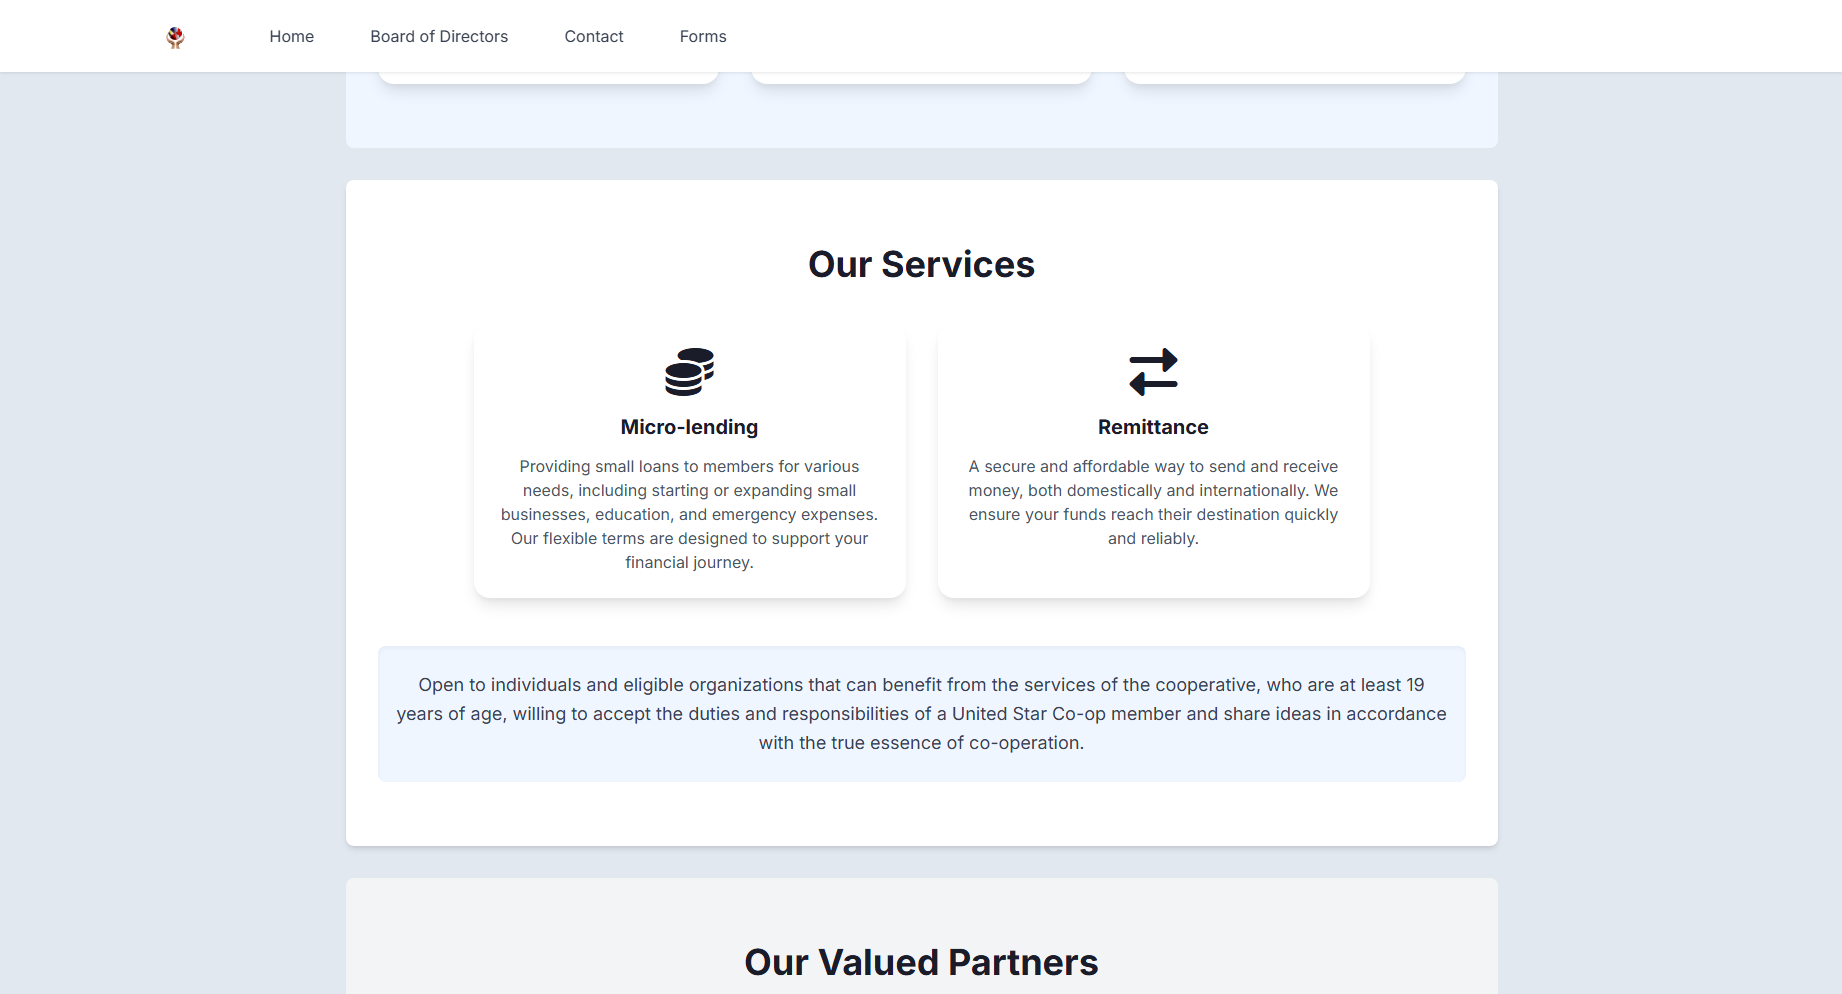 Home Board of Directors Contact Forms
Our Services
Micro-lending
Providing small loans to members for various
needs, including starting or expanding small
businesses, education, and emergency expenses.
Our flexible terms are designed to support your
financial journey.
Remittance
A secure and affordable way to send and receive
money, both domestically and internationally. We
ensure your funds reach their destination quickly
and reliably.
Open to individuals and eligible organizations that can benefit from the services of the cooperative, who are at least 19
years of age, willing to accept the duties and responsibilities of a United Star Co-op member and share ideas in accordance
with the true essence of co-operation.
Our Valued Partners